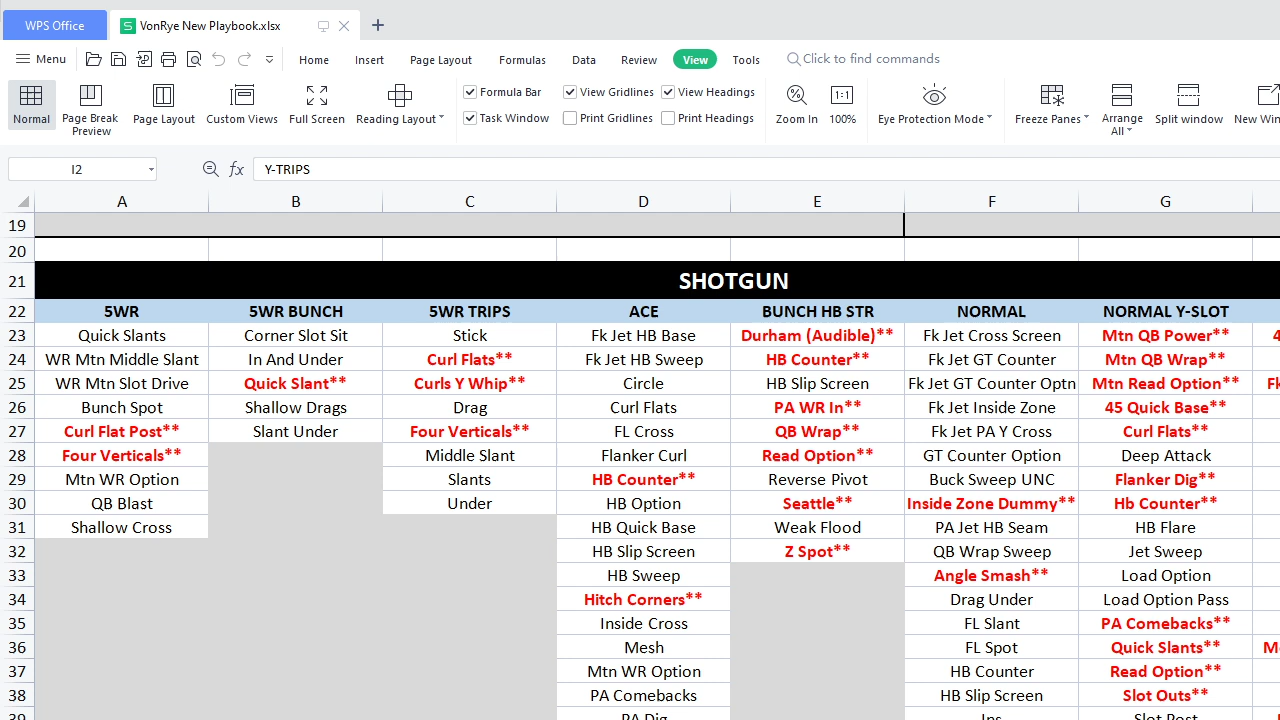 WPS Office
S VonRye New Playbook.xlsx
Menu Home Insert Page Layout Formulas Data Review View Tools Click to find commands
Normal Page Break Preview Page Layout Custom Views Full Screen Reading Layout
Formula Bar View Gridlines View Headings
Task Window Print Gridlines Print Headings
Zoom In 1:1 100% Eye Protection Mode Freeze Panes Arrange All Split window New Win
I2 fx Y-TRIPS
A B C D E F G
19
20
21 SHOTGUN
22 5WR 5WR BUNCH 5WR TRIPS ACE BUNCH HB STR NORMAL NORMAL Y-SLOT
23 Quick Slants Corner Slot Sit Stick Fk Jet HB Base Durham (Audible)** Fk Jet Cross Screen Mtn QB Power** 4
24 WR Mtn Middle Slant In And Under Curl Flats** Fk Jet HB Sweep HB Counter** Fk Jet GT Counter Mtn QB Wrap**
25 WR Mtn Slot Drive Quick Slant** Curls Y Whip** Circle HB Slip Screen Fk Jet GT Counter Optn Mtn Read Option** Fk
26 Bunch Spot Shallow Drags Drag Curl Flats PA WR In** Fk Jet Inside Zone 45 Quick Base**
27 Curl Flat Post** Slant Under Four Verticals** FL Cross QB Wrap** Fk Jet PA Y Cross Curl Flats**
28 Four Verticals** Middle Slant Flanker Curl Read Option** GT Counter Option Deep Attack
29 Mtn WR Option Slants HB Counter** Reverse Pivot Buck Sweep UNC Flanker Dig**
30 QB Blast Under HB Option Seattle** Inside Zone Dummy** Hb Counter**
31 Shallow Cross HB Quick Base Weak Flood PA Jet HB Seam HB Flare
32 HB Slip Screen Z Spot** QB Wrap Sweep Jet Sweep
33 HB Sweep Angle Smash** Load Option
34 Hitch Corners** Drag Under Load Option Pass
35 Inside Cross FL Slant PA Comebacks**
36 Mesh FL Spot Quick Slants** M
37 Mtn WR Option HB Counter Read Option**
38 PA Comebacks HB Slip Screen Slot Outs**
39 PA Dig Ins Slot Post